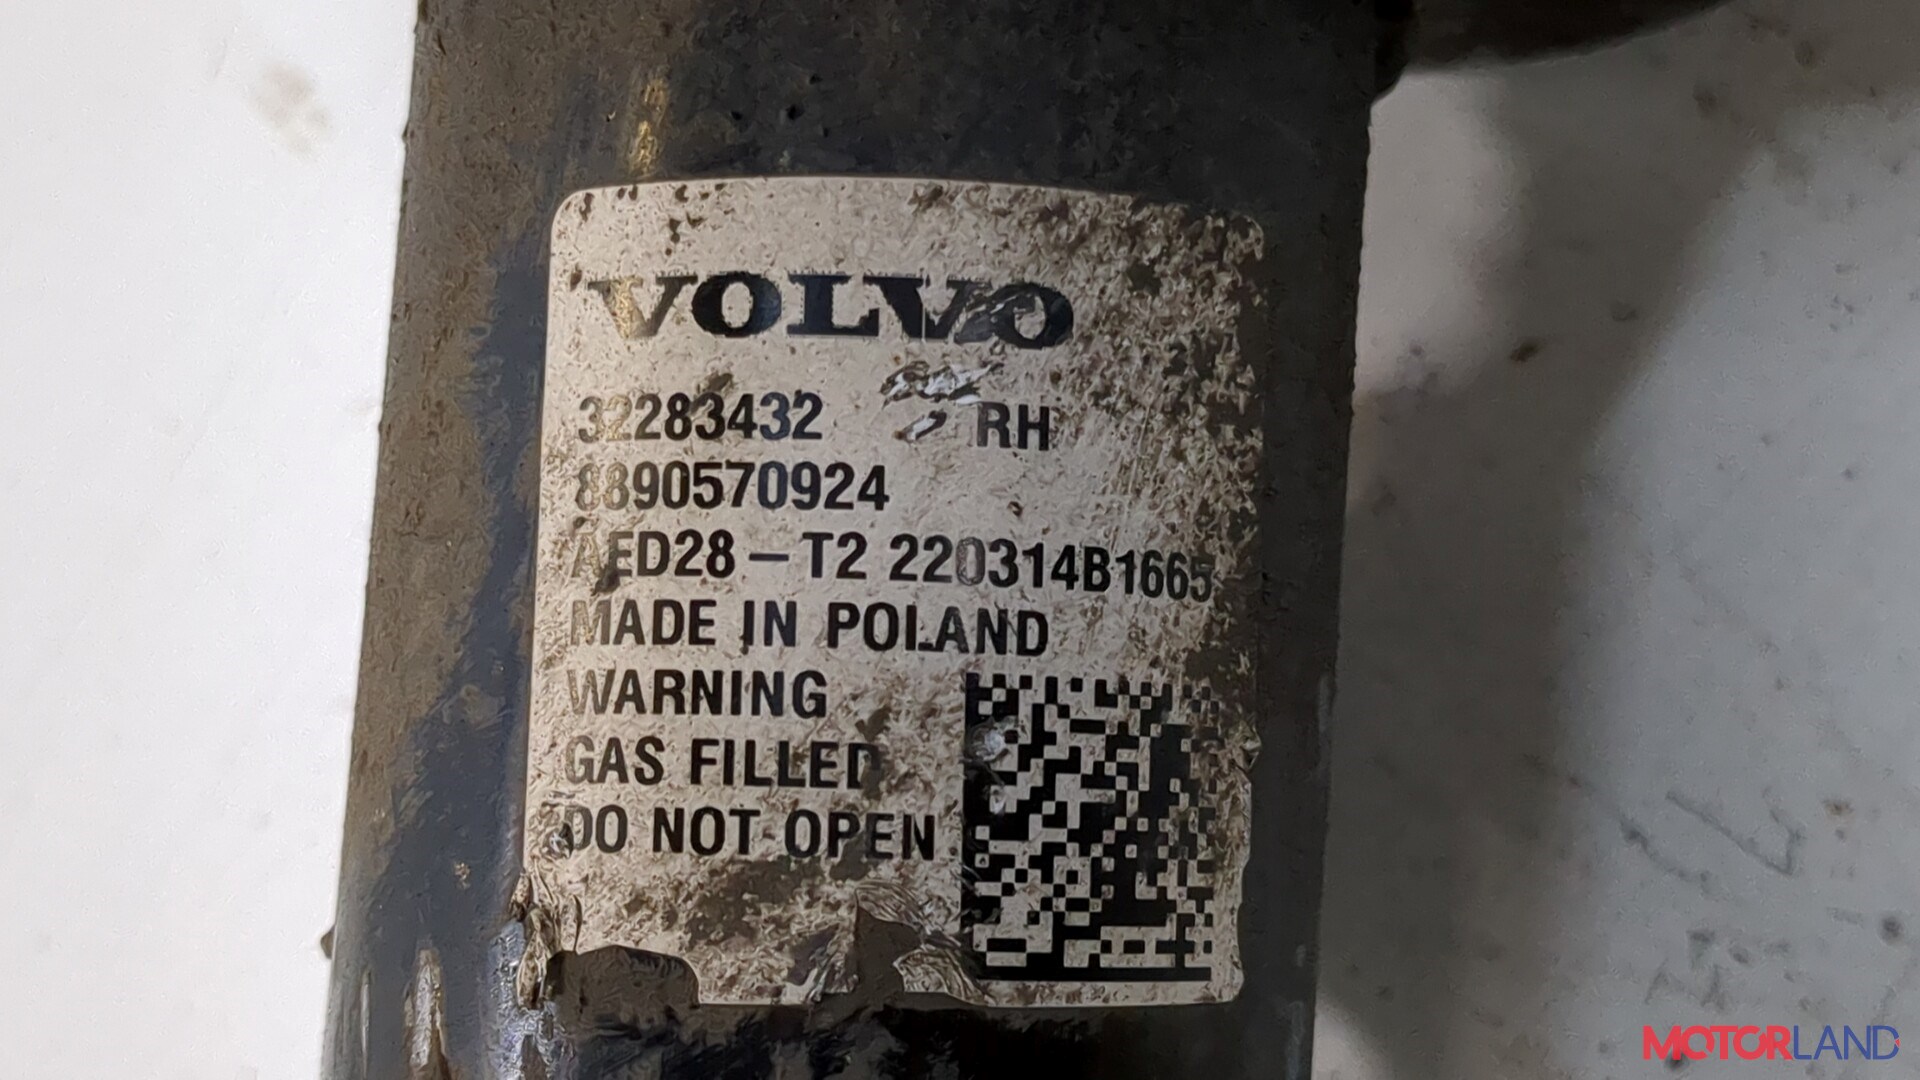 VOLVO
32283432 RH
8890570924
AED28 – T2 220314B1665
MADE IN POLAND
WARNING
GAS FILLED
DO NOT OPEN
MOTORLAND